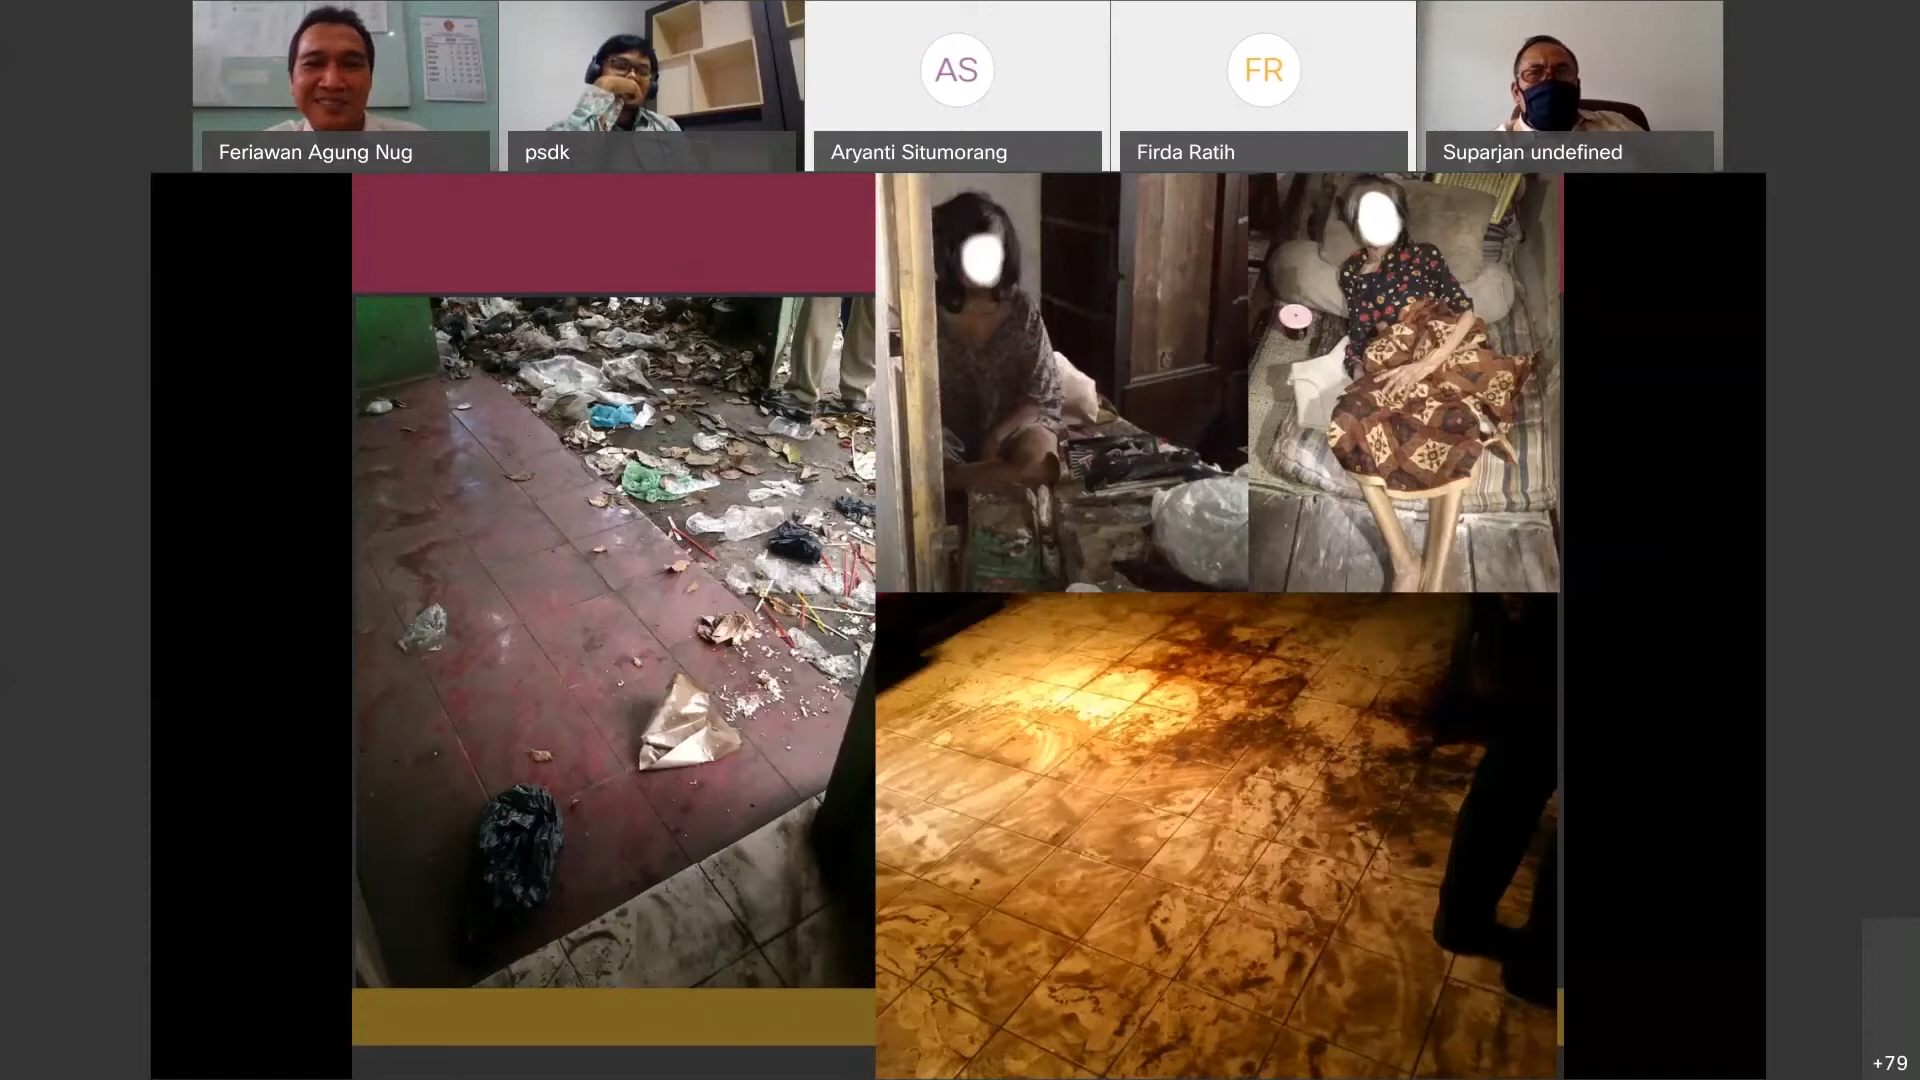 AS
FR
Feriawan Agung Nug
psdk
Aryanti Situmorang
Firda Ratih
Suparjan undefined
+79